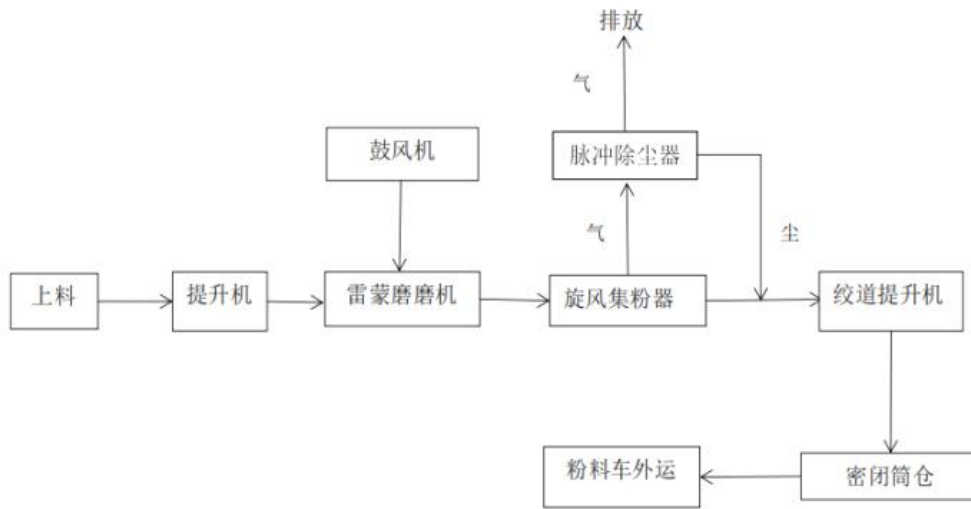 排放
气
鼓风机
脉冲除尘器
气
尘
上料
提升机
雷蒙磨磨机
旋风集粉器
绞道提升机
粉料车外运
密闭筒仓